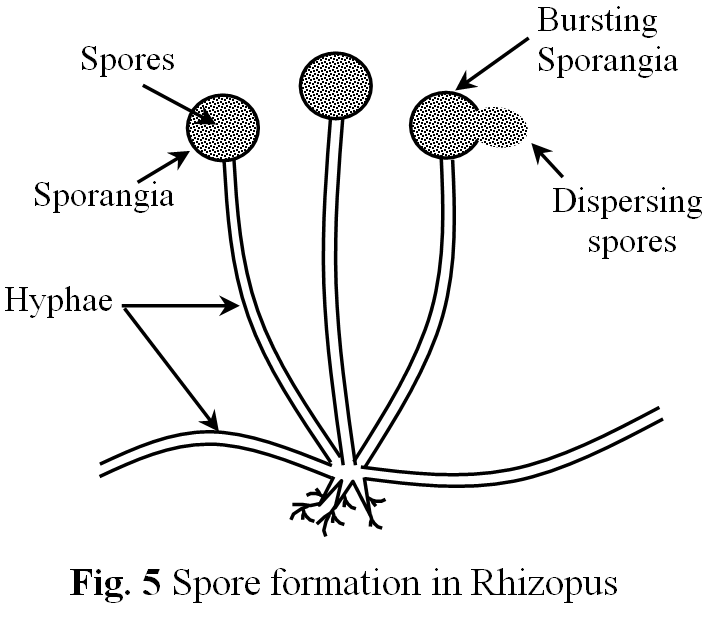 Bursting
Sporangia
Spores
Sporangia
Dispersing
spores
Hyphae
Fig. 5 Spore formation in Rhizopus